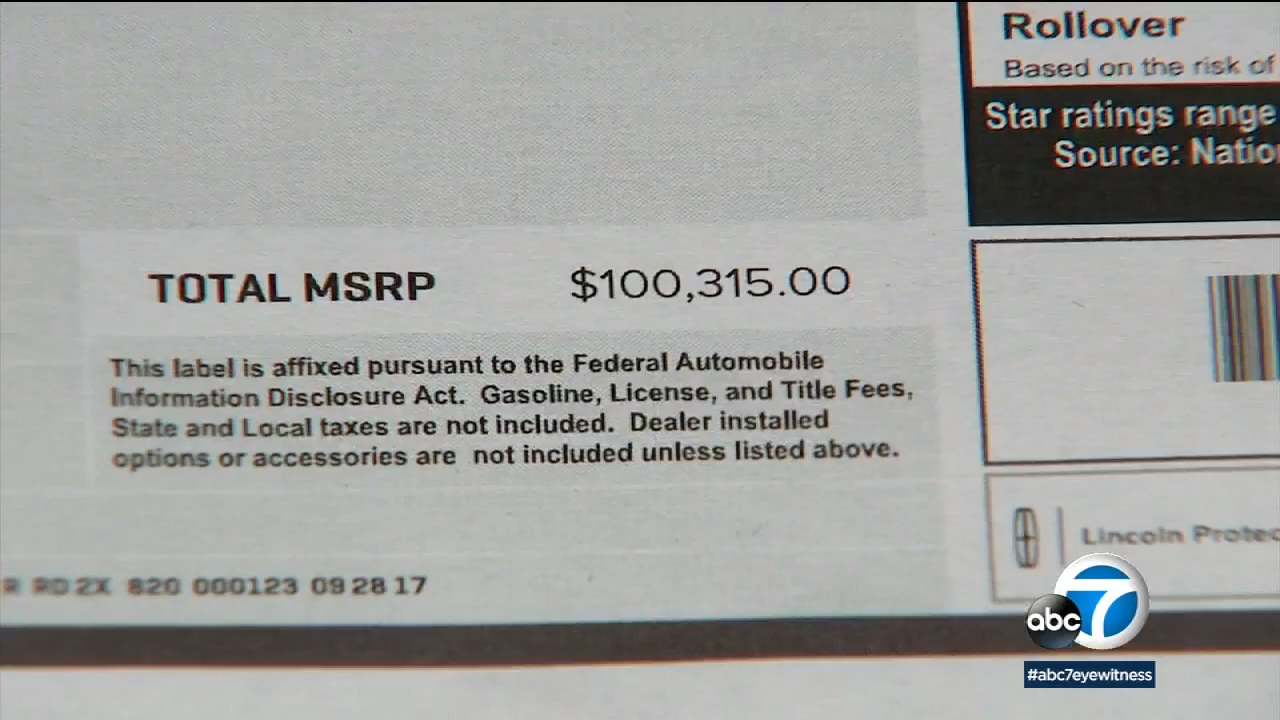 Rollover
Based on the risk of
Star ratings range
Source: Natio
TOTAL MSRP $100,315.00
This label is affixed pursuant to the Federal Automobile
Information Disclosure Act. Gasoline, License, and Title Fees,
State and Local taxes are not included. Dealer installed
options or accessories are not included unless listed above.
Lincoln Protec
RD2X 820 000123 09 28 17
abc 7
#abc7eyewitness